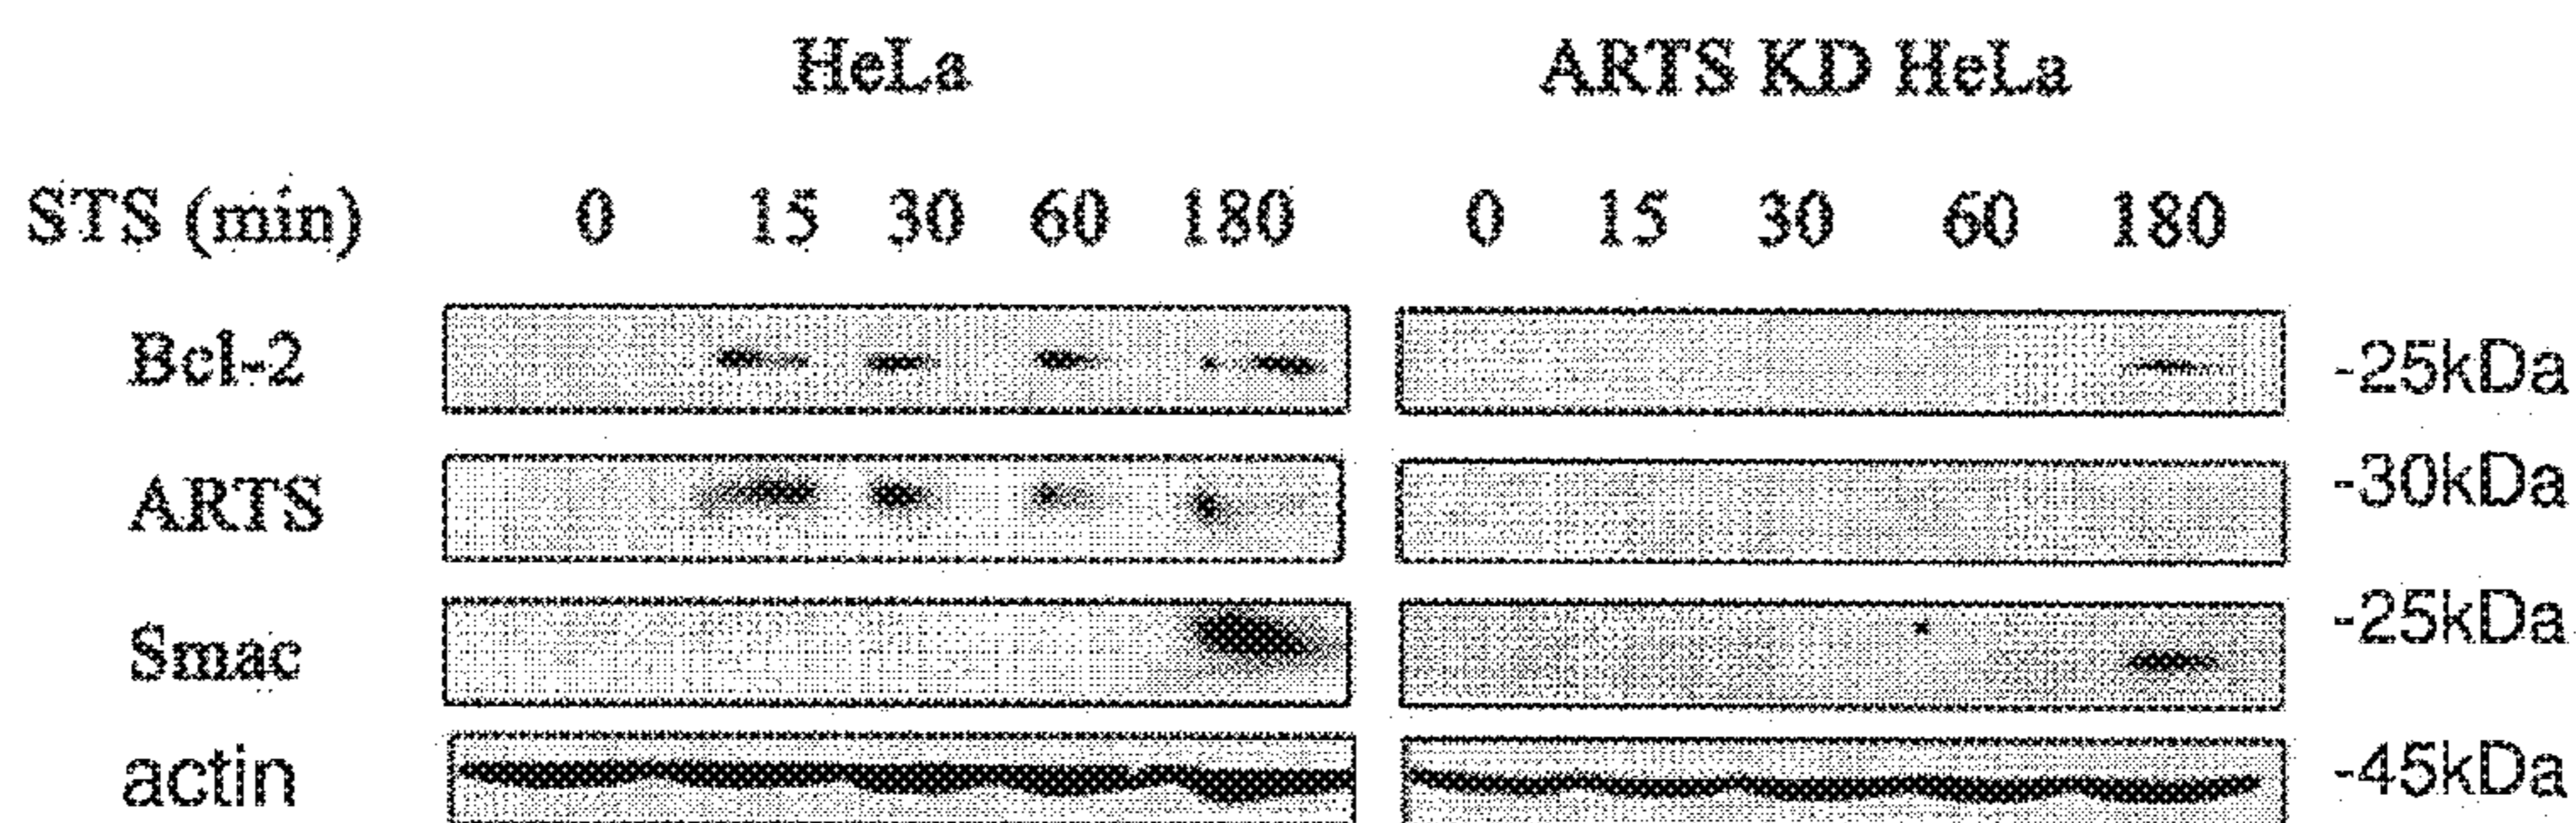 HeLa ARTS KD HeLa
STS (min) 0 15 30 60 180 0 15 30 60 180
Bcl-2 -25kDa
ARTS -30kDa
Smac -25kDa
actin -45kDa